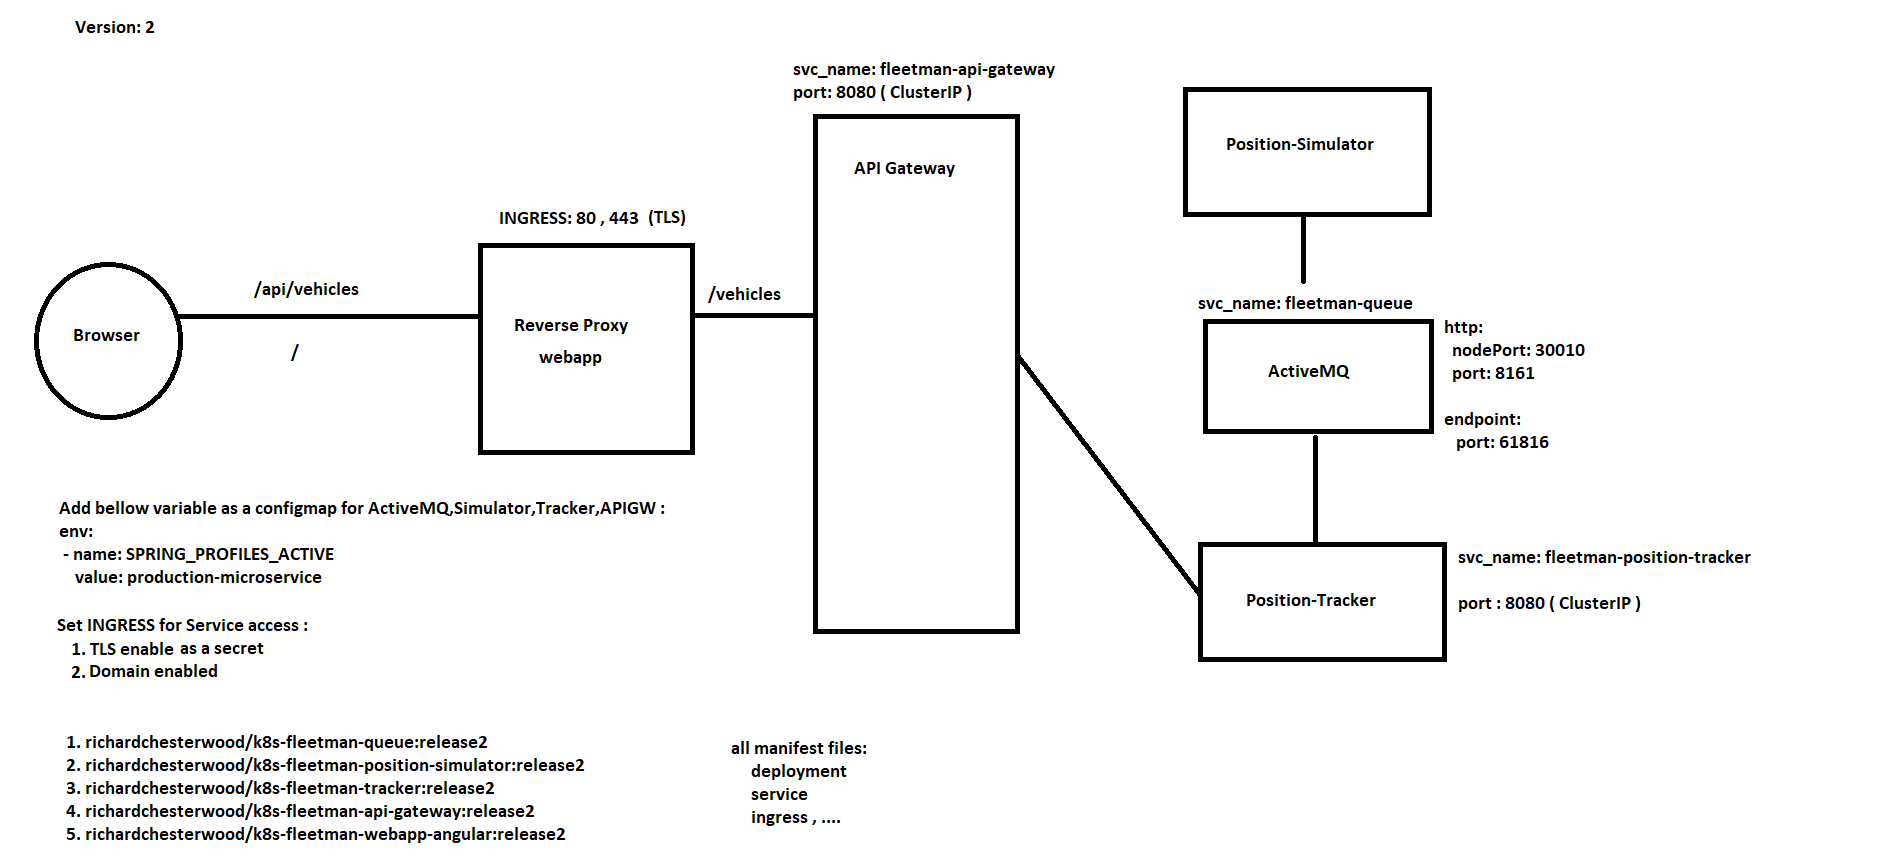 Version: 2
svc_name: fleetman-api-gateway
port: 8080 ( ClusterIP )
API Gateway
Position-Simulator
INGRESS: 80 , 443 (TLS)
/api/vehicles
/vehicles
Browser
/
Reverse Proxy
webapp
svc_name: fleetman-queue
ActiveMQ
http:
nodePort: 30010
port: 8161
endpoint:
port: 61816
Add bellow variable as a configmap for ActiveMQ,Simulator,Tracker,APIGW :
env:
- name: SPRING_PROFILES_ACTIVE
value: production-microservice
Set INGRESS for Service access :
1. TLS enable as a secret
2. Domain enabled
Position-Tracker
svc_name: fleetman-position-tracker
port : 8080 ( ClusterIP )
1. richardchesterwood/k8s-fleetman-queue:release2
2. richardchesterwood/k8s-fleetman-position-simulator:release2
3. richardchesterwood/k8s-fleetman-tracker:release2
4. richardchesterwood/k8s-fleetman-api-gateway:release2
5. richardchesterwood/k8s-fleetman-webapp-angular:release2
all manifest files:
deployment
service
ingress , ....